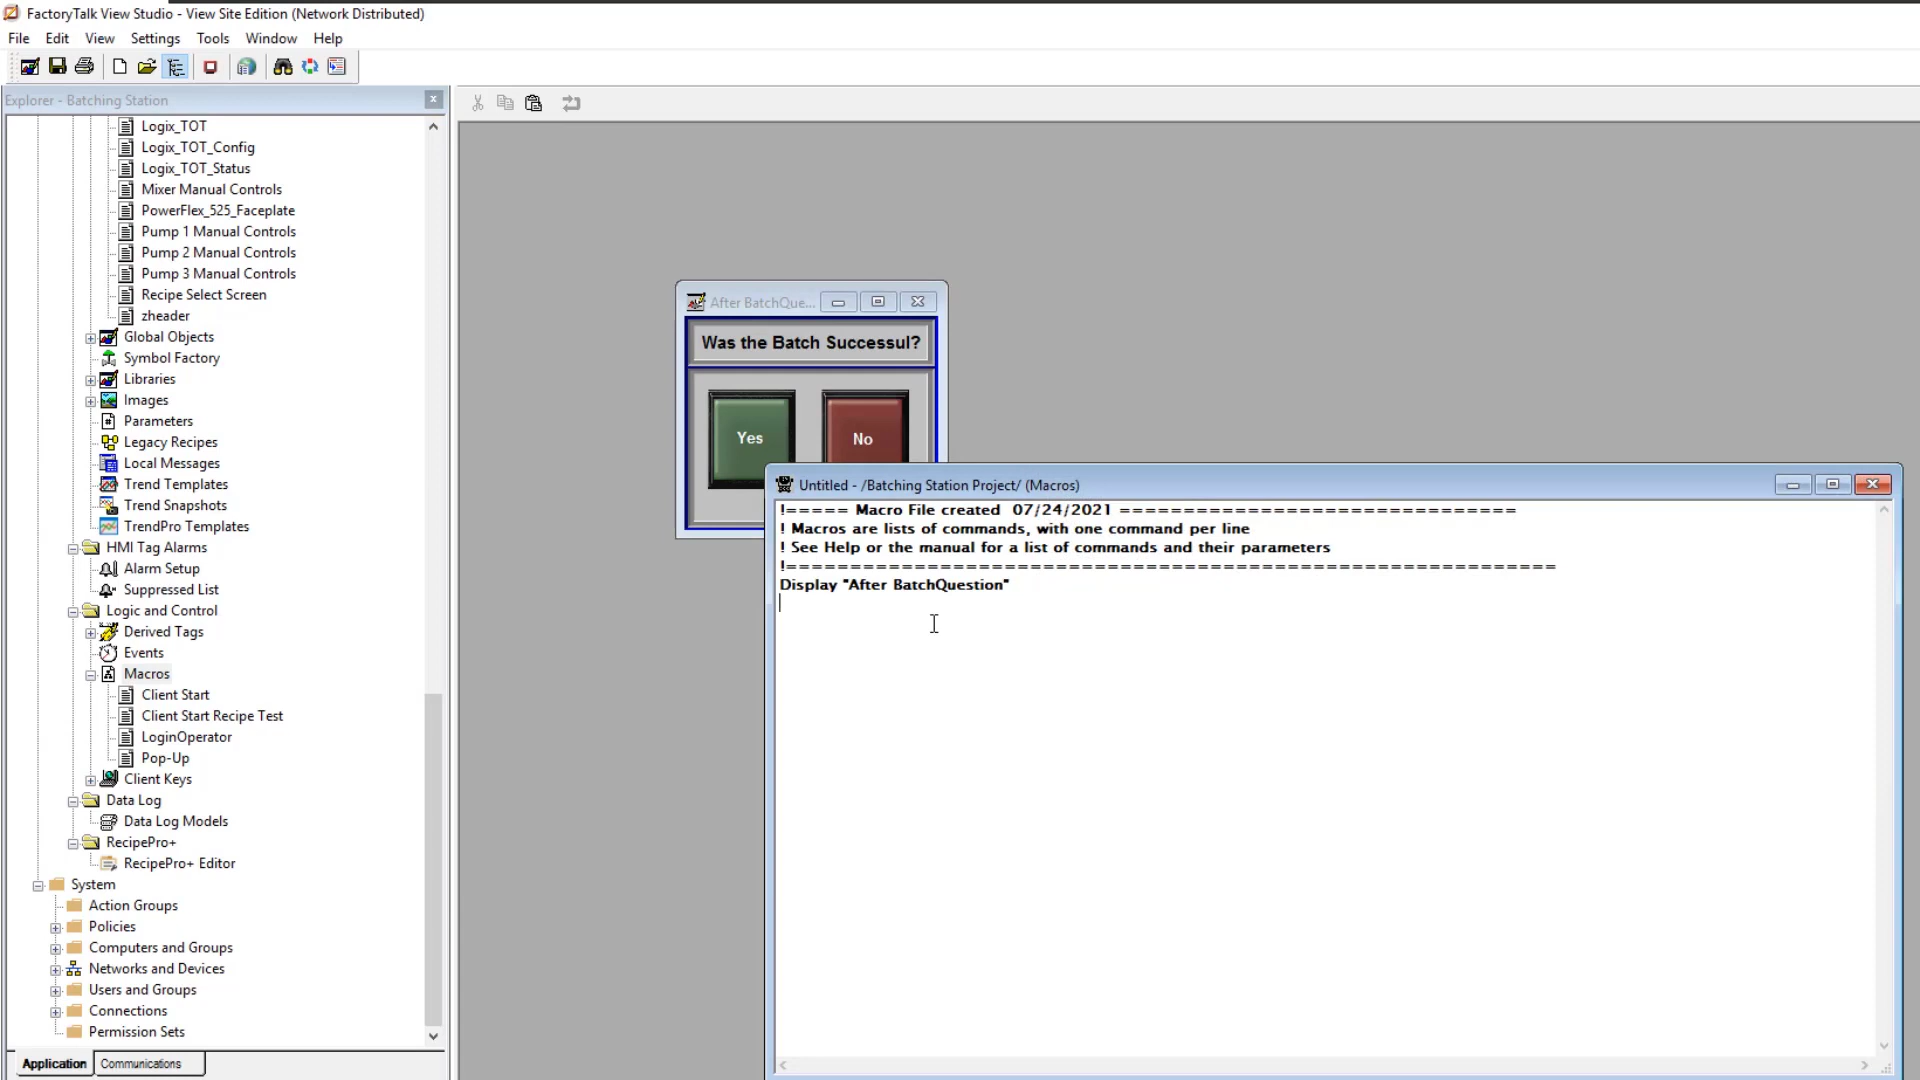 FactoryTalk View Studio - View Site Edition (Network Distributed)
File Edit View Settings Tools Window Help
Explorer - Batching Station
Logix_TOT
Logix_TOT_Config
Logix_TOT_Status
Mixer Manual Controls
PowerFlex_525_Faceplate
Pump 1 Manual Controls
Pump 2 Manual Controls
Pump 3 Manual Controls
Recipe Select Screen
zheader
Global Objects
Symbol Factory
Libraries
Images
Parameters
Legacy Recipes
Local Messages
Trend Templates
Trend Snapshots
TrendPro Templates
HMI Tag Alarms
Alarm Setup
Suppressed List
Logic and Control
Derived Tags
Events
Macros
Client Start
Client Start Recipe Test
LoginOperator
Pop-Up
Client Keys
Data Log
Data Log Models
RecipePro+
RecipePro+ Editor
System
Action Groups
Policies
Computers and Groups
Networks and Devices
Users and Groups
Connections
Permission Sets
Application Communications
After BatchQue...
Was the Batch Successul?
Yes No
Untitled - /Batching Station Project/ (Macros)
!===== Macro File created 07/24/2021 ===============================
! Macros are lists of commands, with one command per line
! See Help or the manual for a list of commands and their parameters
!============================================================
Display "After BatchQuestion"